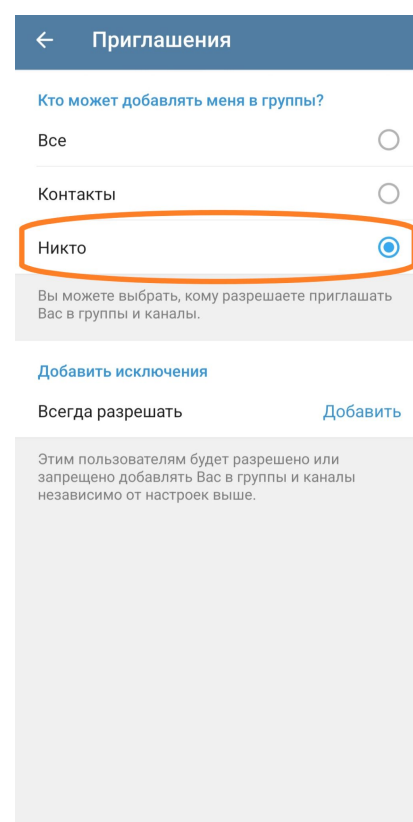 Приглашения
Кто может добавлять меня в группы?
Все
Контакты
Никто
Вы можете выбрать, кому разрешаете приглашать
Вас в группы и каналы.
Добавить исключения
Всегда разрешать Добавить
Этим пользователям будет разрешено или
запрещено добавлять Вас в группы и каналы
независимо от настроек выше.